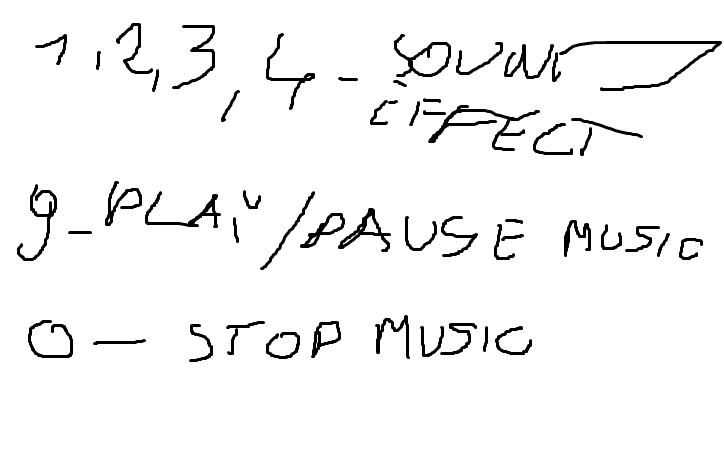 1,2,3,4 - SOUND
EFFECT
9 - PLAY/PAUSE MUSIC
0 - STOP MUSIC